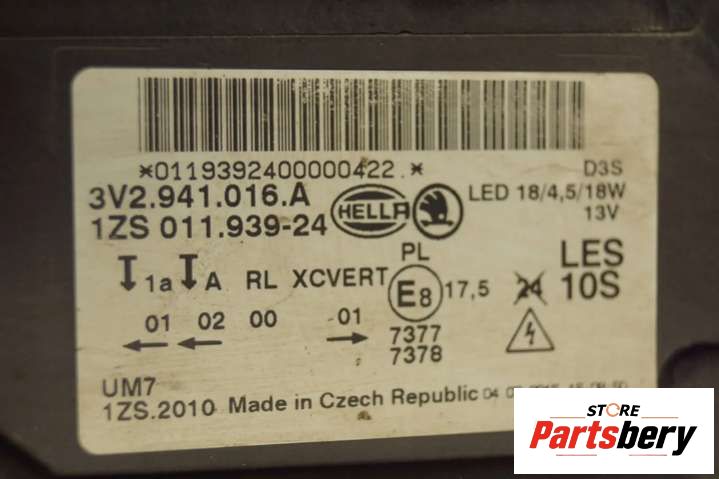 *01193924000000422.*
D3S
3V2.941.016.A
HELLA
LED 18/4,5/18W
1ZS 011.939-24
13V
PL
LES
1a A RL XCVERT
E8
17,5
24 10S
01 02 00 01
7377
7378
UM7
1ZS.2010 Made in Czech Republic 04
STORE
Partsbery